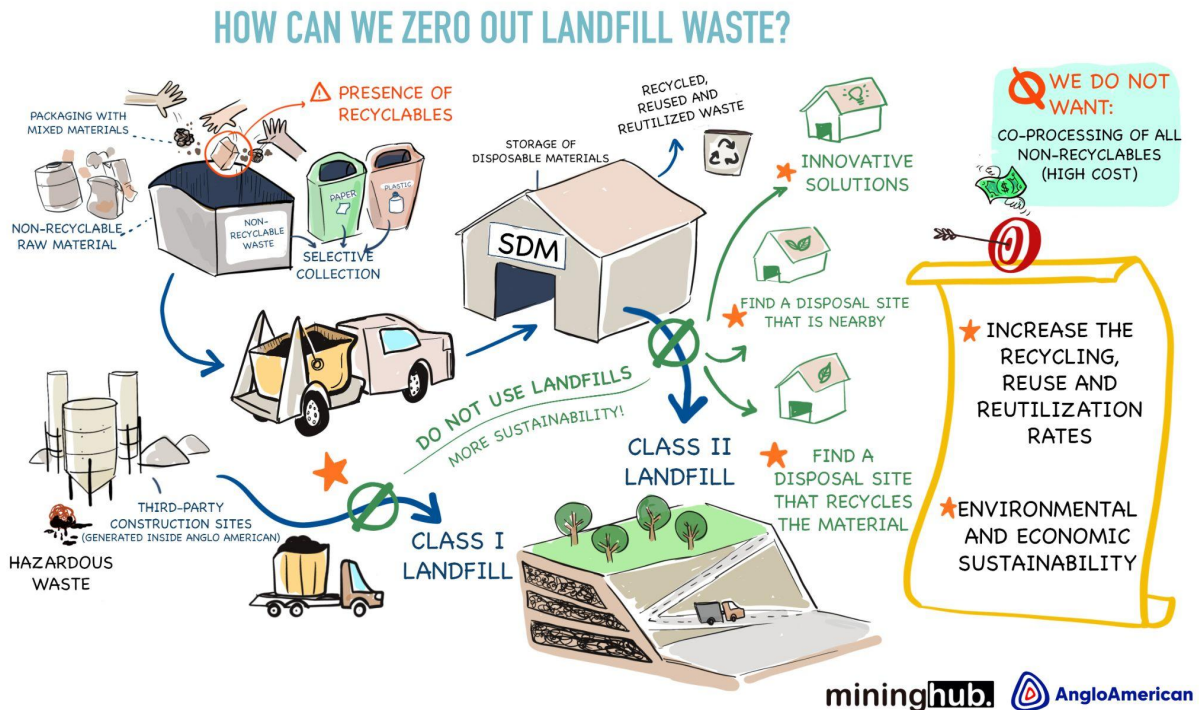 HOW CAN WE ZERO OUT LANDFILL WASTE?
PACKAGING WITH
MIXED MATERIALS
PRESENCE OF
RECYCLABLES
NON-RECYCLABLE
RAW MATERIAL
NON-
RECYCLABLE
WASTE
PAPER
PLASTIC
SELECTIVE
COLLECTION
STORAGE OF
DISPOSABLE MATERIALS
SDM
RECYCLED,
REUSED AND
REUTILIZED WASTE
INNOVATIVE
SOLUTIONS
FIND A DISPOSAL SITE
THAT IS NEARBY
FIND A
DISPOSAL SITE
THAT RECYCLES
THE MATERIAL
DO NOT USE LANDFILLS
MORE SUSTAINABILITY!
CLASS II
LANDFILL
HAZARDOUS
WASTE
THIRD-PARTY
CONSTRUCTION SITES
(GENERATED INSIDE ANGLO AMERICAN)
CLASS I
LANDFILL
WE DO NOT
WANT:
CO-PROCESSING OF ALL
NON-RECYCLABLES
(HIGH COST)
$
INCREASE THE
RECYCLING,
REUSE AND
REUTILIZATION
RATES
ENVIRONMENTAL
AND ECONOMIC
SUSTAINABILITY
mininghub.
AngloAmerican